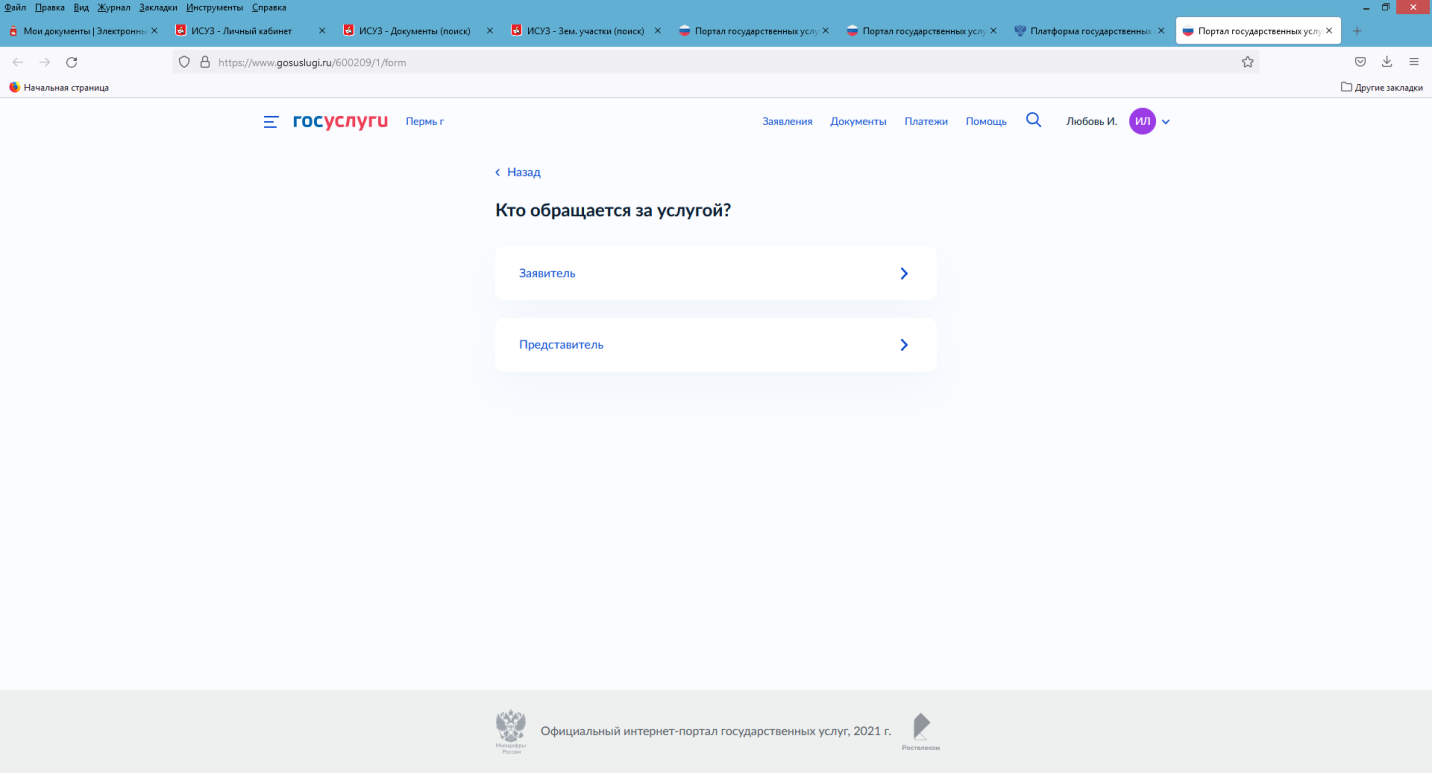 Файл Правка Вид Журнал Закладки Инструменты Справка
Мои документы | Электронны ИСУЗ - Личный кабинет ИСУЗ - Документы (поиск) ИСУЗ - Зем. участки (поиск) Портал государственных услу Портал государственных услу Платформа государственных Портал государственных услу
https://www.gosuslugi.ru/600209/1/form
Начальная страница Другие закладки
госуслуги Пермь г Заявления Документы Платежи Помощь Любовь И. ИЛ
Назад
Кто обращается за услугой?
Заявитель
Представитель
Официальный интернет-портал государственных услуг, 2021 г.
Минцифры
России
Ростелеком